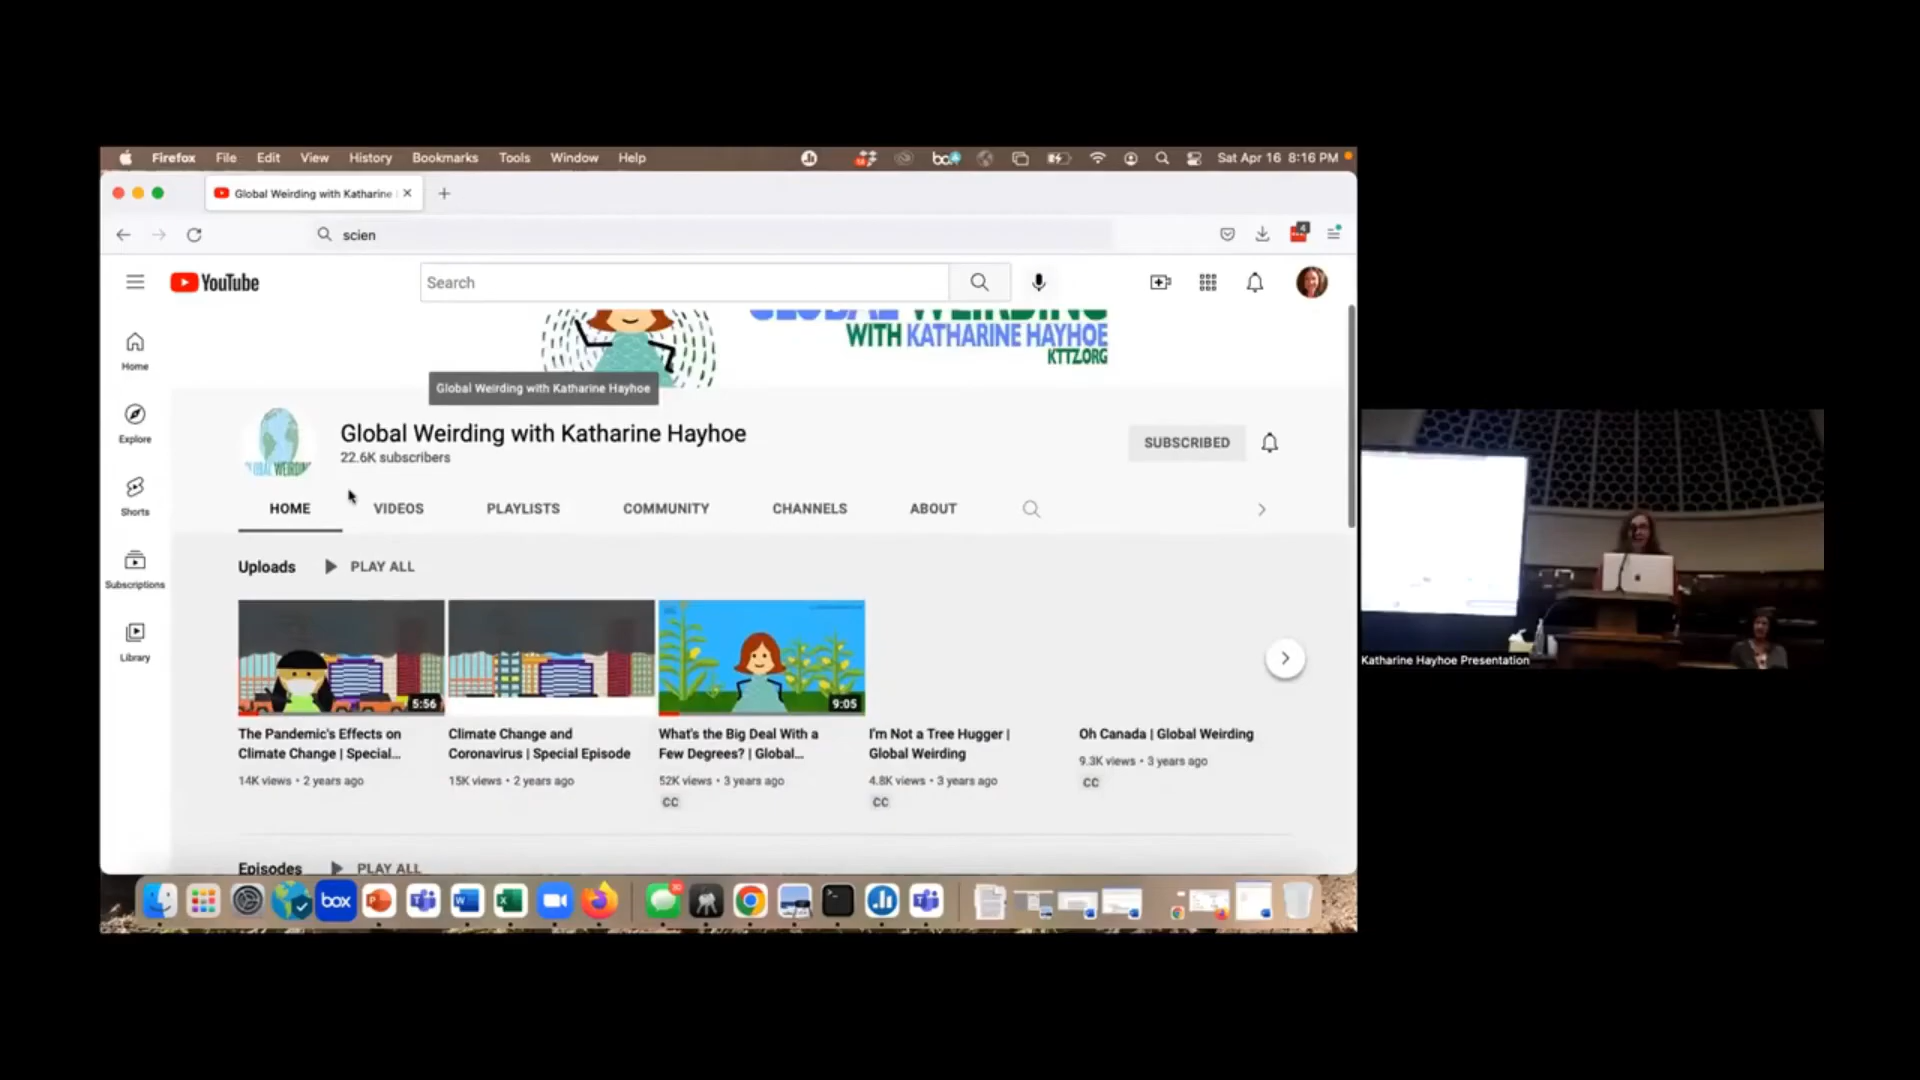 Firefox File Edit View History Bookmarks Tools Window Help
Sat Apr 16 8:16 PM
Global Weirding with Katharine
scien
4
YouTube
Search
GLOBAL WEIRDING
WITH KATHARINE HAYHOE
KTTZ.ORG
Global Weirding with Katharine Hayhoe
Global Weirding with Katharine Hayhoe
22.6K subscribers
SUBSCRIBED
Home
Explore
Shorts
Subscriptions
Library
HOME VIDEOS PLAYLISTS COMMUNITY CHANNELS ABOUT
Uploads PLAY ALL
5:56
9:05
The Pandemic's Effects on
Climate Change | Special...
14K views • 2 years ago
Climate Change and
Coronavirus | Special Episode
15K views • 2 years ago
What's the Big Deal With a
Few Degrees? | Global...
52K views • 3 years ago
CC
I'm Not a Tree Hugger |
Global Weirding
4.8K views • 3 years ago
CC
Oh Canada | Global Weirding
9.3K views • 3 years ago
CC
Episodes PLAY ALL
box
30
Katharine Hayhoe Presentation